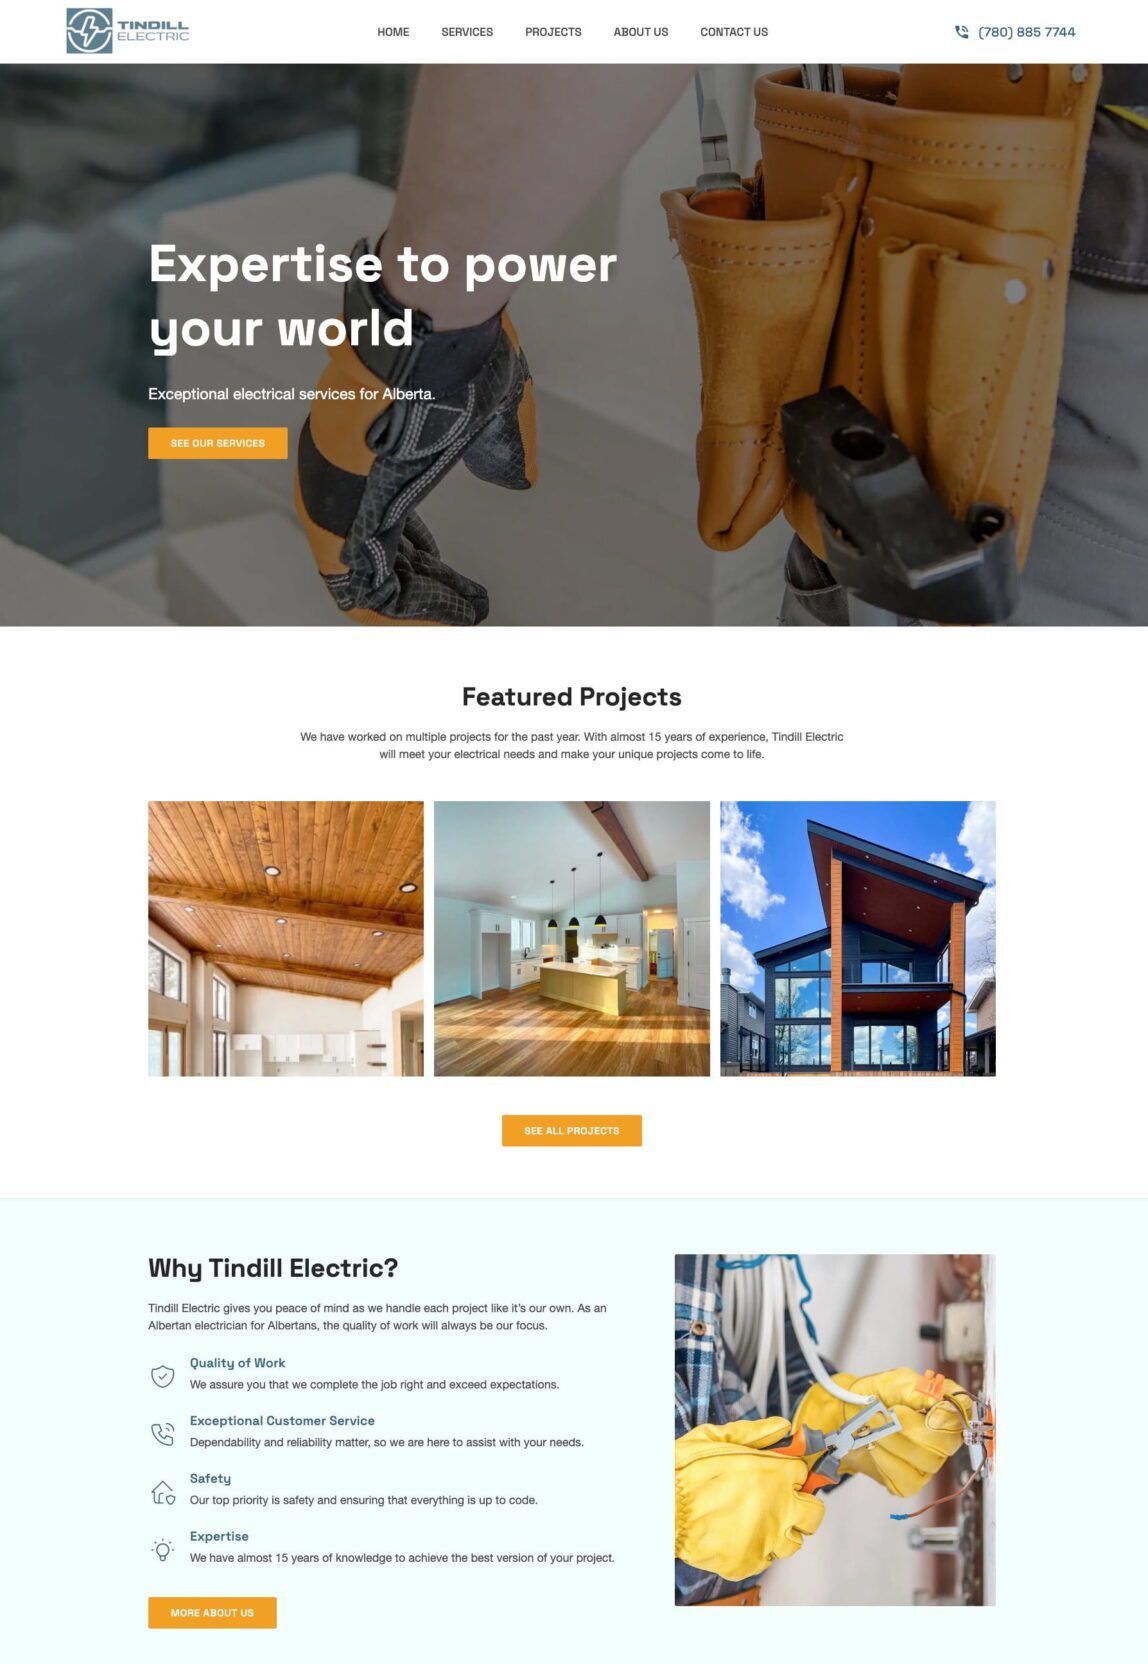 TINDILL
ELECTRIC
HOME
SERVICES
PROJECTS
ABOUT US
CONTACT US
(780) 885 7744
Expertise to power
your world
Exceptional electrical services for Alberta.
SEE OUR SERVICES
Featured Projects
We have worked on multiple projects for the past year. With almost 15 years of experience, Tindill Electric
will meet your electrical needs and make your unique projects come to life.
SEE ALL PROJECTS
Why Tindill Electric?
Tindill Electric gives you peace of mind as we handle each project like it’s our own. As an
Albertan electrician for Albertans, the quality of work will always be our focus.
Quality of Work
We assure you that we complete the job right and exceed expectations.
Exceptional Customer Service
Dependability and reliability matter, so we are here to assist with your needs.
Safety
Our top priority is safety and ensuring that everything is up to code.
Expertise
We have almost 15 years of knowledge to achieve the best version of your project.
MORE ABOUT US